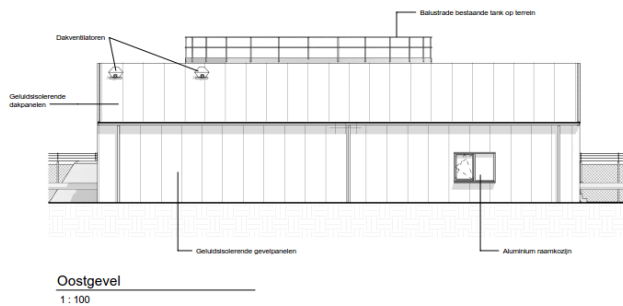 Balustrade bestaande tank op terrein
Dakventilatoren
Geluidsisolerende
dakpanelen
Geluidsisolerende gevelpanelen
Aluminium raamkozijn
Oostgevel
1 : 100